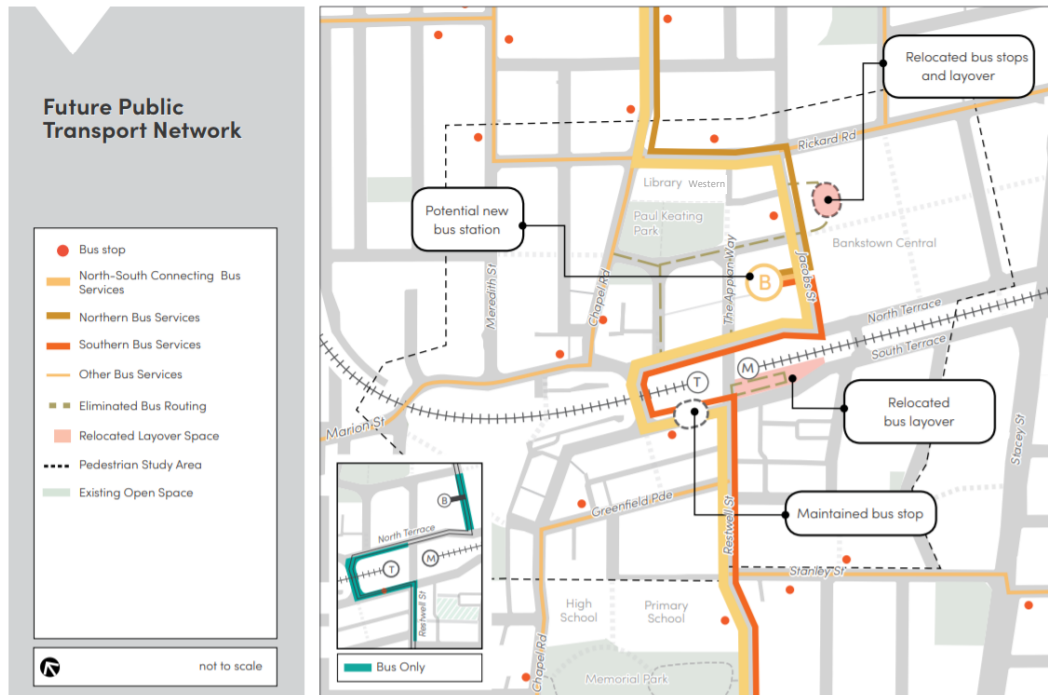 Future Public
Transport Network
Bus stop
North-South Connecting Bus
Services
Northern Bus Services
Southern Bus Services
Other Bus Services
Eliminated Bus Routing
Relocated Layover Space
Pedestrian Study Area
Existing Open Space
not to scale
Relocated bus stops
and layover
Rickard Rd
Library Western
Potential new
bus station
Paul Keating
Park
Bankstown Central
Meredith St
Chapel Rd
The Appian Way
Jacobs St
B
North Terrace
South Terrace
M
T
Marion St
Relocated
bus layover
Stacey St
Greenfield Pde
Restwell St
Maintained bus stop
Stanley St
High
School
Primary
School
Chapel Rd
Memorial Park
B
North Terrace
M
T
Restwell St
Bus Only